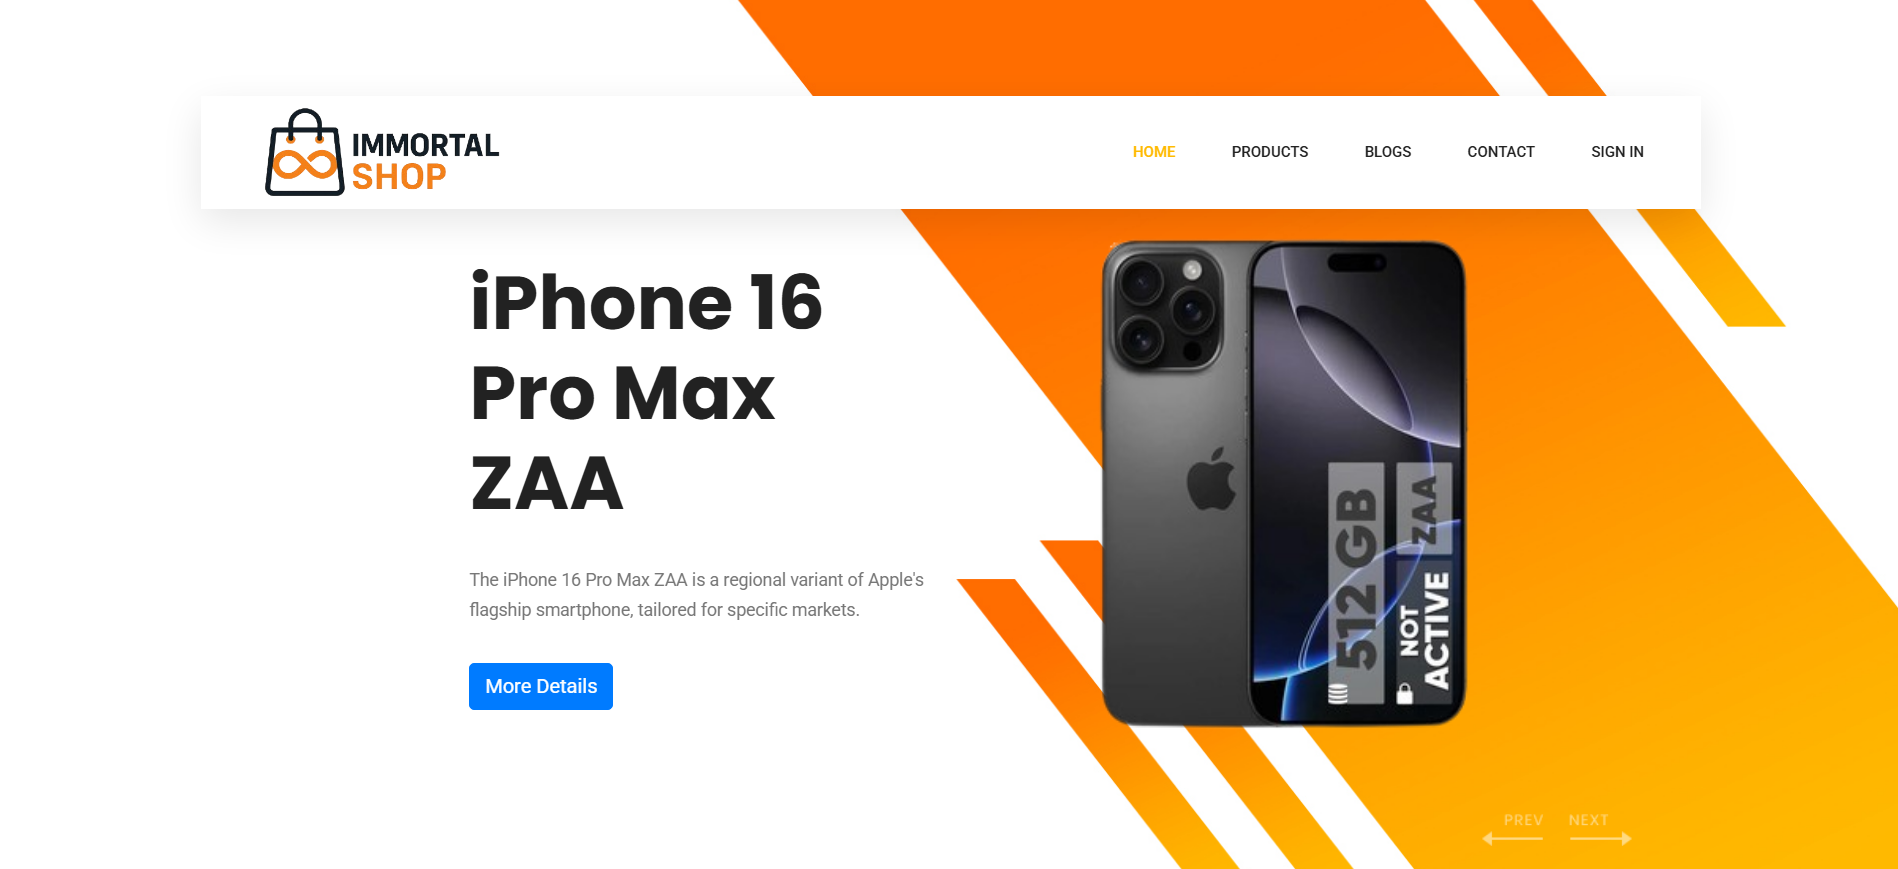 IMMORTAL
SHOP
HOME PRODUCTS BLOGS CONTACT SIGN IN
iPhone 16
Pro Max
ZAA
The iPhone 16 Pro Max ZAA is a regional variant of Apple's
flagship smartphone, tailored for specific markets.
More Details
512 GB
ZAA
NOT
ACTIVE
PREV NEXT